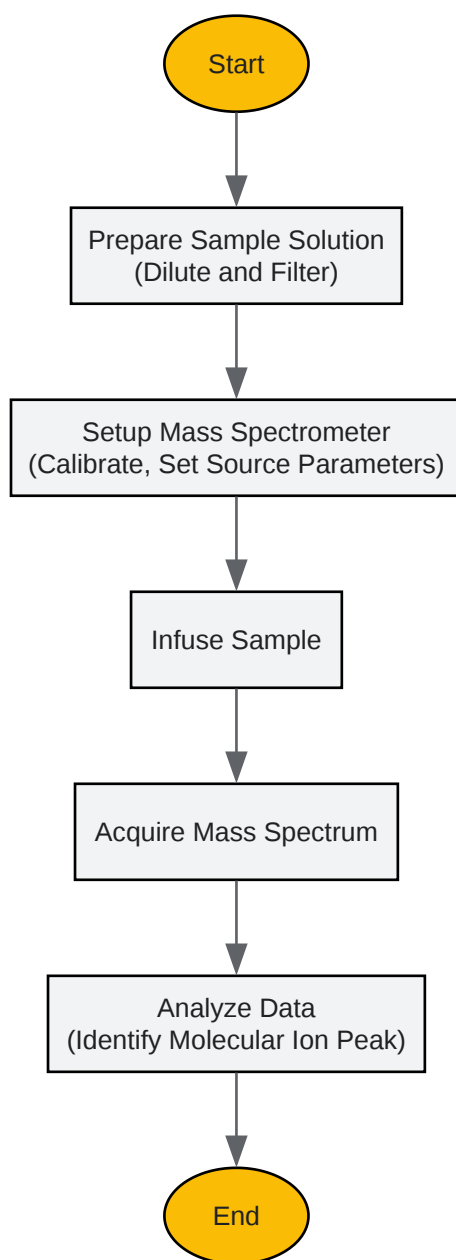 Start
Prepare Sample Solution
(Dilute and Filter)
Setup Mass Spectrometer
(Calibrate, Set Source Parameters)
Infuse Sample
Acquire Mass Spectrum
Analyze Data
(Identify Molecular Ion Peak)
End